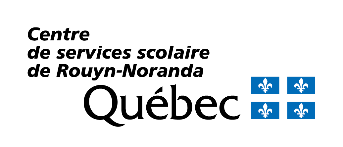 Centre
de services scolaire
de Rouyn-Noranda
Québec